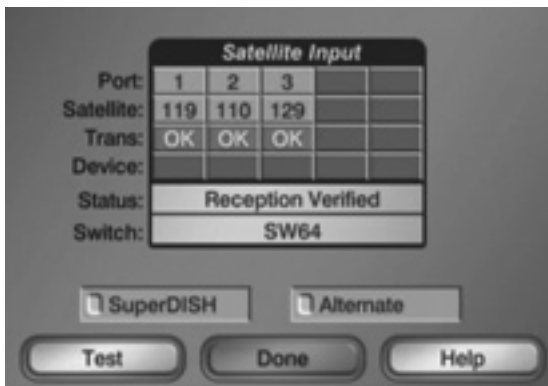 Satellite Input
Port: 1 2 3
Satellite: 119 110 129
Trans: OK OK OK
Device:
Status: Reception Verified
Switch: SW64
SuperDISH Alternate
Test Done Help